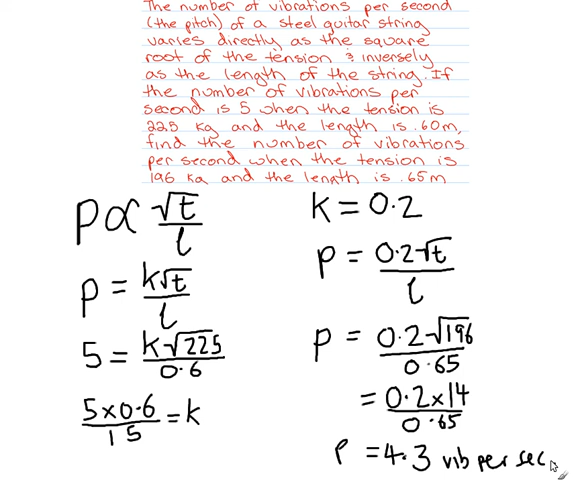 The number of vibrations per second
(the pitch) of a steel guitar string
varies directly as the square
root of the tension & inversely
as the length of the string. If
the number of vibrations per
second is 5 when the tension is
225 kg and the length is .60m,
find the number of vibrations
per second when the tension is
196 kg and the length is .65m
P ∝ √t / l
P = k√t / l
5 = k√225 / 0.6
5 × 0.6 / 15 = k
k = 0.2
P = 0.2√t / l
P = 0.2√196 / 0.65
= 0.2 × 14 / 0.65
P = 4.3 vib per sec